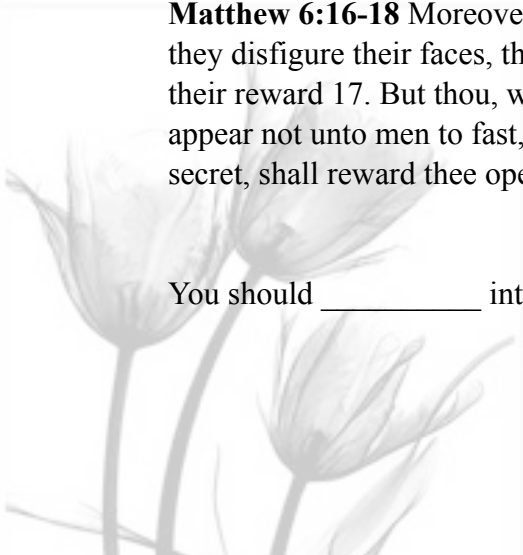 Matthew 6:16-18 Moreove
they disfigure their faces, th
their reward 17. But thou, w
appear not unto men to fast,
secret, shall reward thee ope
You should __________ int